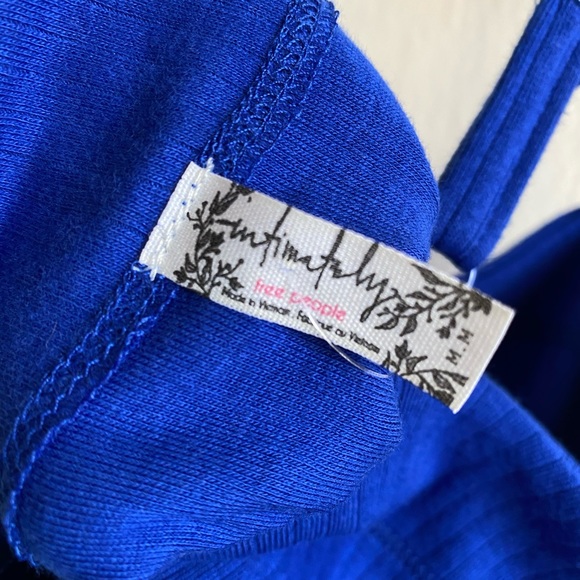 intimately
free people
Made in Vietnam. Fabriqué au Vietnam
M. M